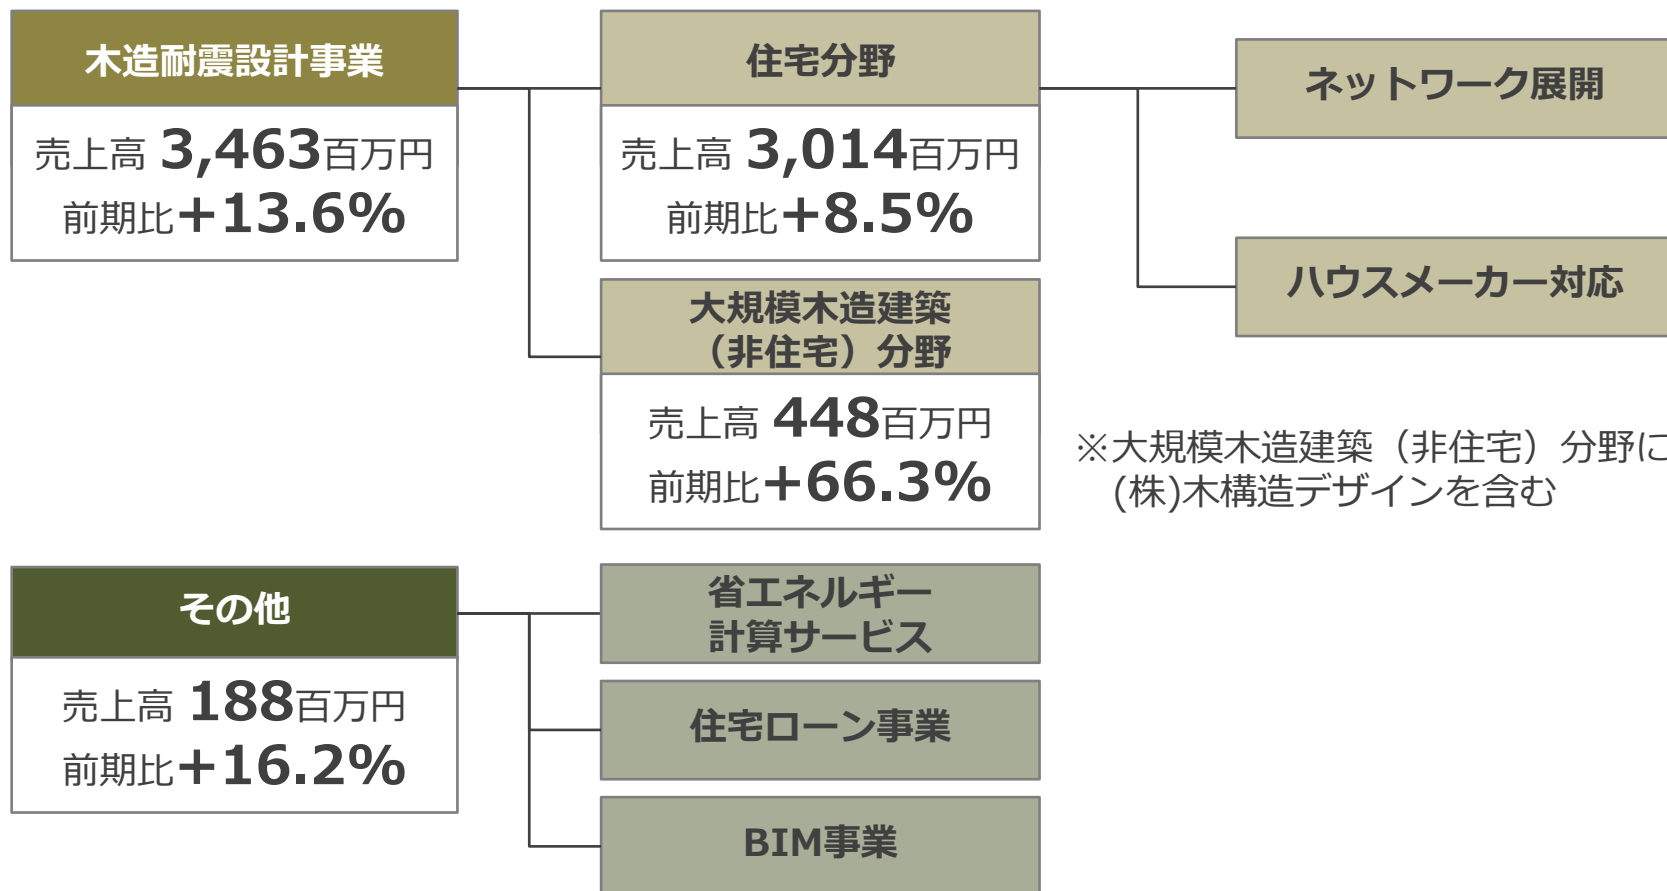 木造耐震設計事業
売上高 3,463百万円
前期比+13.6%
住宅分野
売上高 3,014百万円
前期比+8.5%
ネットワーク展開
ハウスメーカー対応
大規模木造建築
（非住宅）分野
売上高 448百万円
前期比+66.3%
※大規模木造建築（非住宅）分野に
(株)木構造デザインを含む
その他
売上高 188百万円
前期比+16.2%
省エネルギー
計算サービス
住宅ローン事業
BIM事業